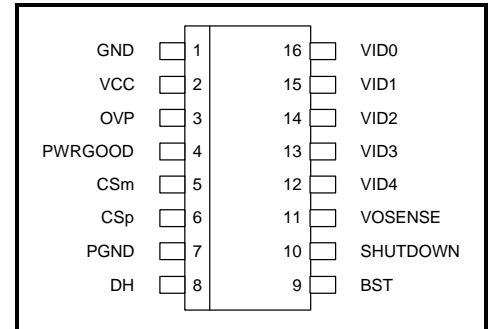 GND 1 16 VID0
VCC 2 15 VID1
OVP 3 14 VID2
PWRGOOD 4 13 VID3
CSm 5 12 VID4
CSp 6 11 VOSENSE
PGND 7 10 SHUTDOWN
DH 8 9 BST